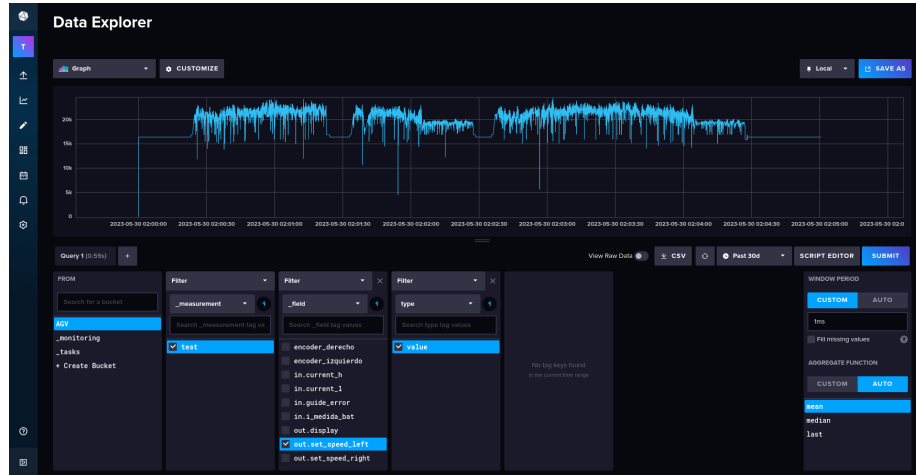 Data Explorer
T
Graph
CUSTOMIZE
Local
SAVE AS
20k
15k
10k
5k
0
2023-05-30 02:00:00
2023-05-30 02:00:30
2023-05-30 02:01:00
2023-05-30 02:01:30
2023-05-30 02:02:00
2023-05-30 02:02:30
2023-05-30 02:03:00
2023-05-30 02:03:30
2023-05-30 02:04:00
2023-05-30 02:04:30
2023-05-30 02:05:00
2023-05-30 02:0
Query 1 (0.59s)
+
View Raw Data
CSV
Past 30d
SCRIPT EDITOR
SUBMIT
FROM
Search for a bucket
AGV
_monitoring
_tasks
+ Create Bucket
Filter
_measurement
1
Search _measurement tag va
test
Filter
_field
1
Search _field tag values
encoder_derecho
encoder_izquierdo
in.current_h
in.current_l
in.guide_error
in.i_medida_bat
out.display
out.set_speed_left
out.set_speed_right
Filter
type
1
Search type tag values
value
No tag keys found
in the current time range
WINDOW PERIOD
CUSTOM
AUTO
1ms
Fill missing values
?
AGGREGATE FUNCTION
CUSTOM
AUTO
mean
median
last